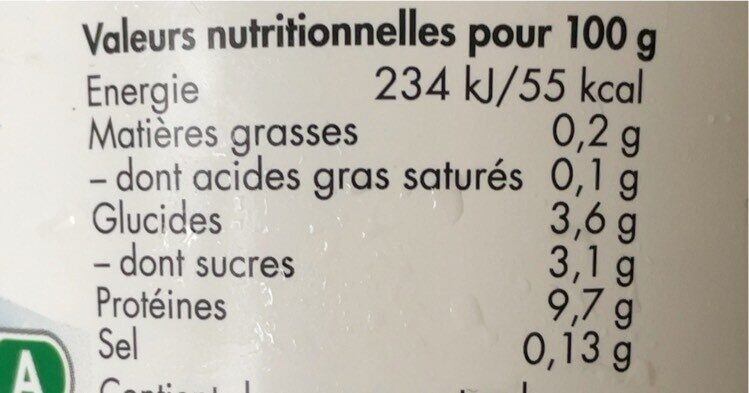 Valeurs nutritionnelles pour 100 g
Energie 234 kJ/55 kcal
Matières grasses 0,2 g
– dont acides gras saturés 0,1 g
Glucides 3,6 g
– dont sucres 3,1 g
Protéines 9,7 g
Sel 0,13 g
A